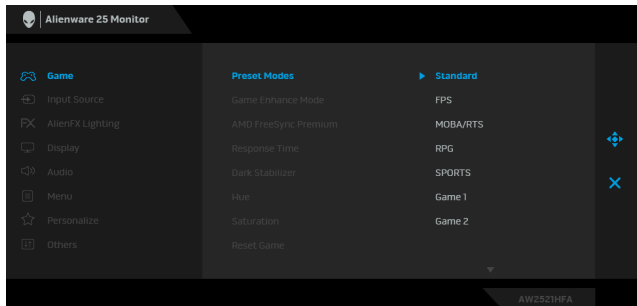 Alienware 25 Monitor
Game
Preset Modes
Standard
Input Source
Game Enhance Mode
FPS
FX AlienFX Lighting
AMD FreeSync Premium
MOBA/RTS
Display
Response Time
RPG
Audio
Dark Stabilizer
SPORTS
Menu
Hue
Game 1
Personalize
Saturation
Game 2
Others
Reset Game
AW2521HFA